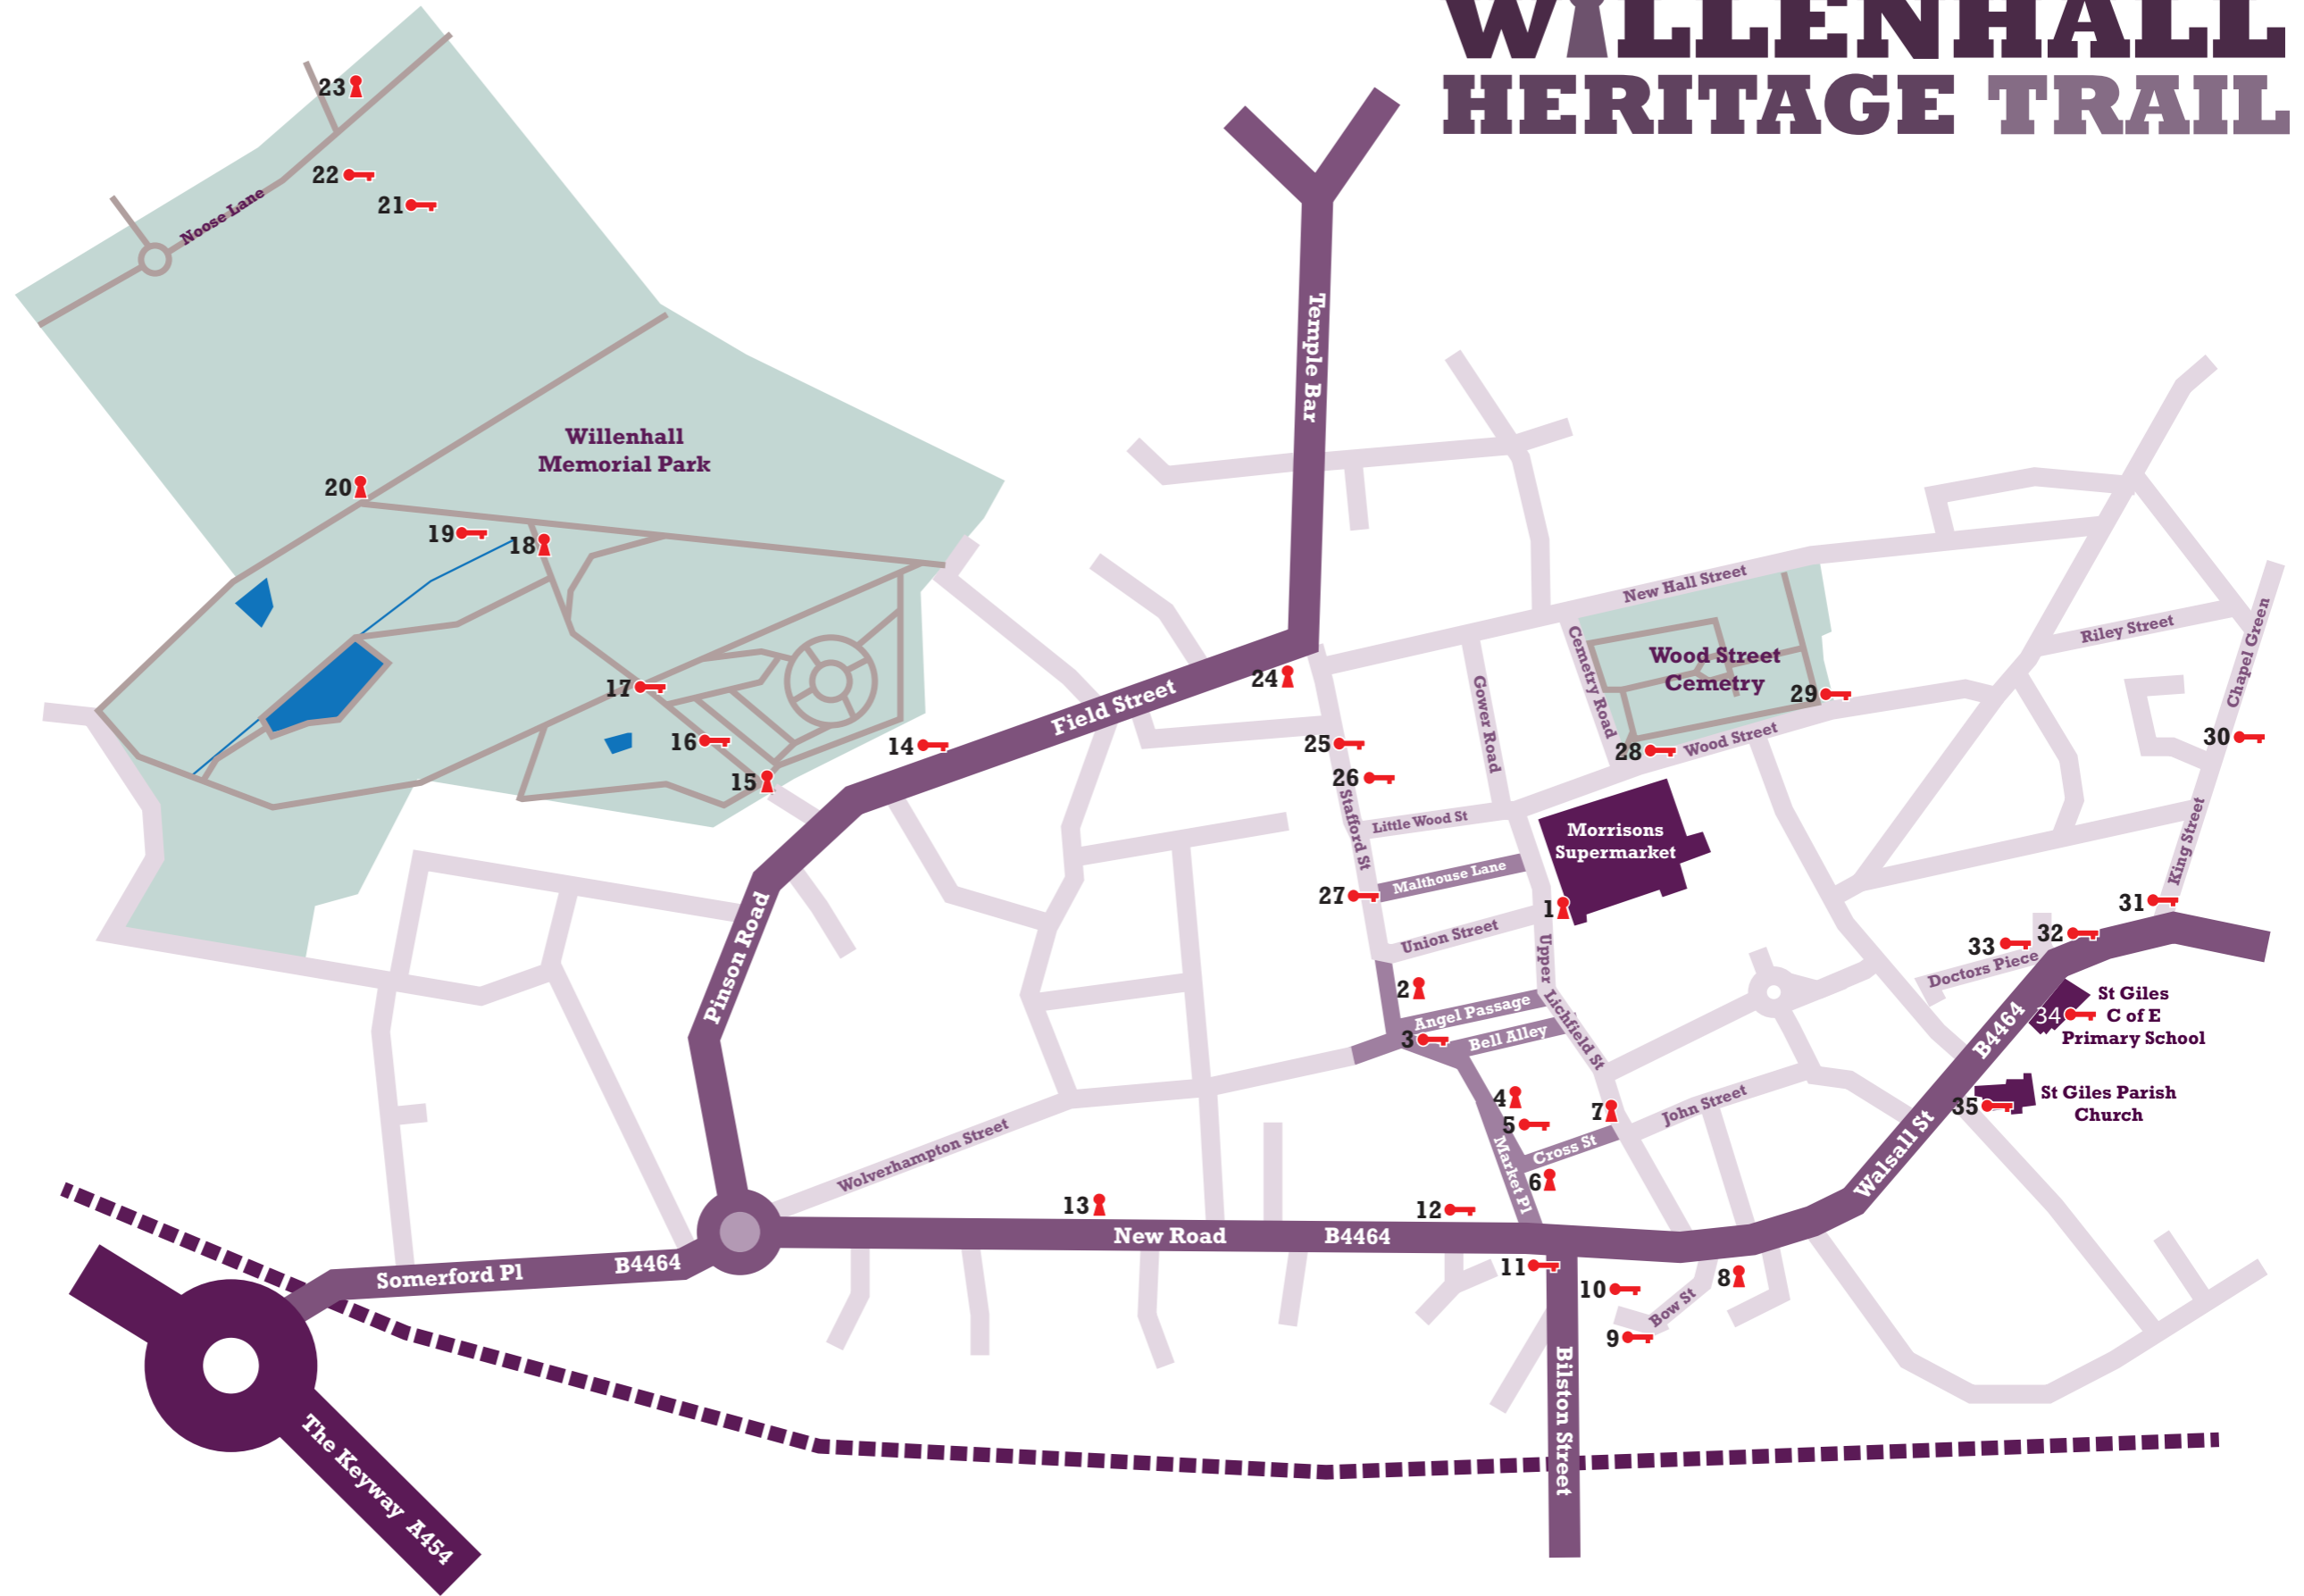 WILLENHALL
HERITAGE TRAIL
23
22
21
Noose Lane
Temple Bar
Willenhall
Memorial Park
20
19
18
17
16
15
14
Field Street
24
25
26
Stafford St
Gower Road
New Hall Street
Cemetry Road
Wood Street
Cemetry
29
28
Wood Street
Riley Street
Chapel Green
30
King Street
31
32
33
Doctors Piece
Little Wood St
Malthouse Lane
27
Union Street
Morrisons
Supermarket
1
Upper Lichfield St
2
Angel Passage
3
Bell Alley
4
5
7
Cross St
John Street
6
Market Pl
B4464
34
St Giles
C of E
Primary School
35
St Giles Parish
Church
Walsall St
Pinson Road
Wolverhampton Street
13
12
New Road
B4464
11
10
8
Bow St
9
Somerford Pl
B4464
Bilston Street
The Keyway A454